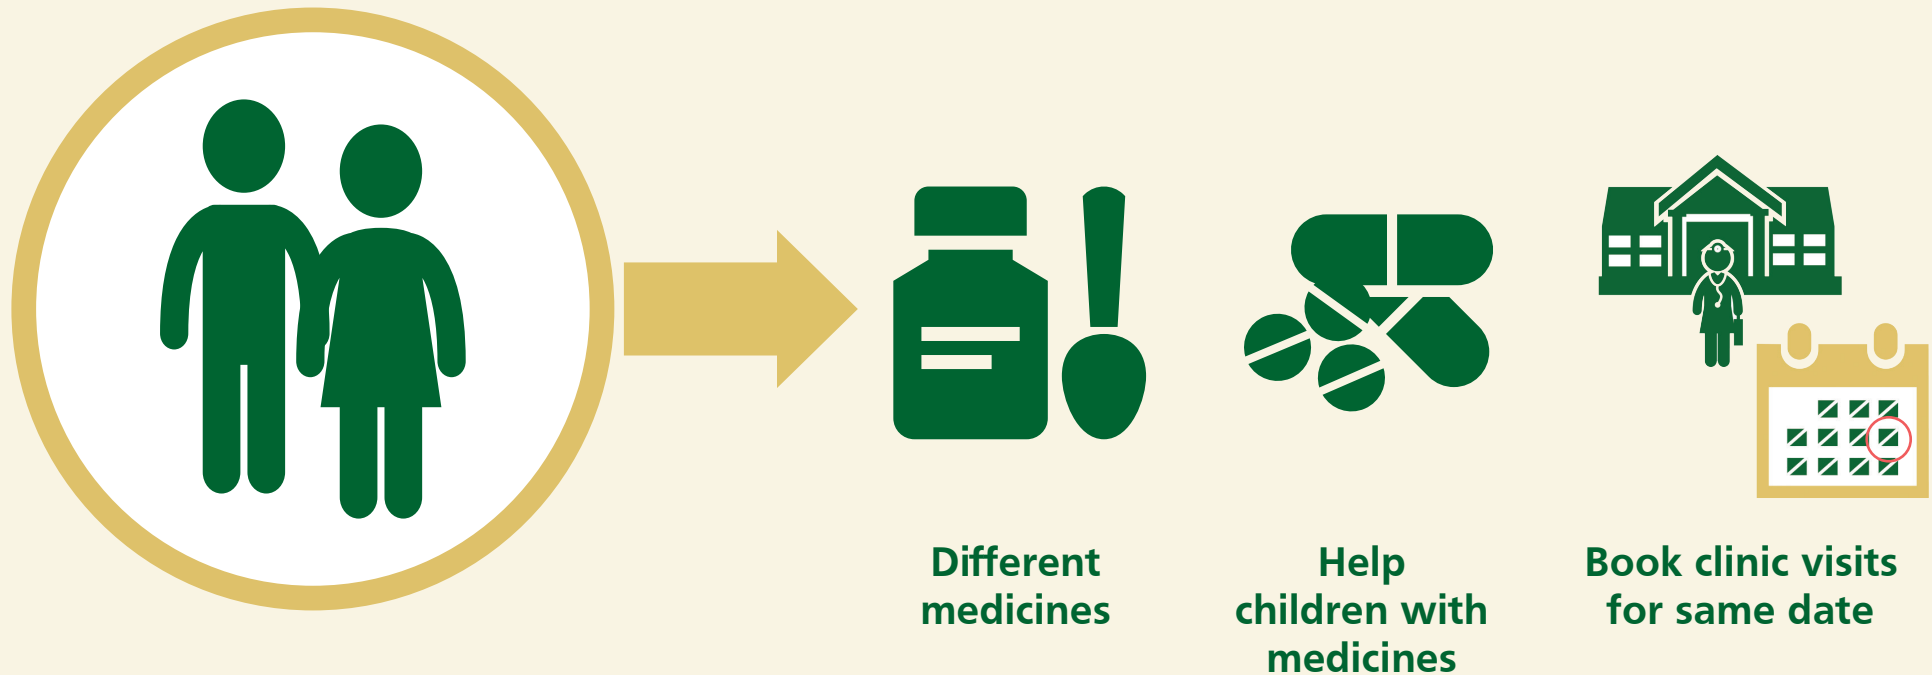 Different
medicines
Help
children with
medicines
Book clinic visits
for same date